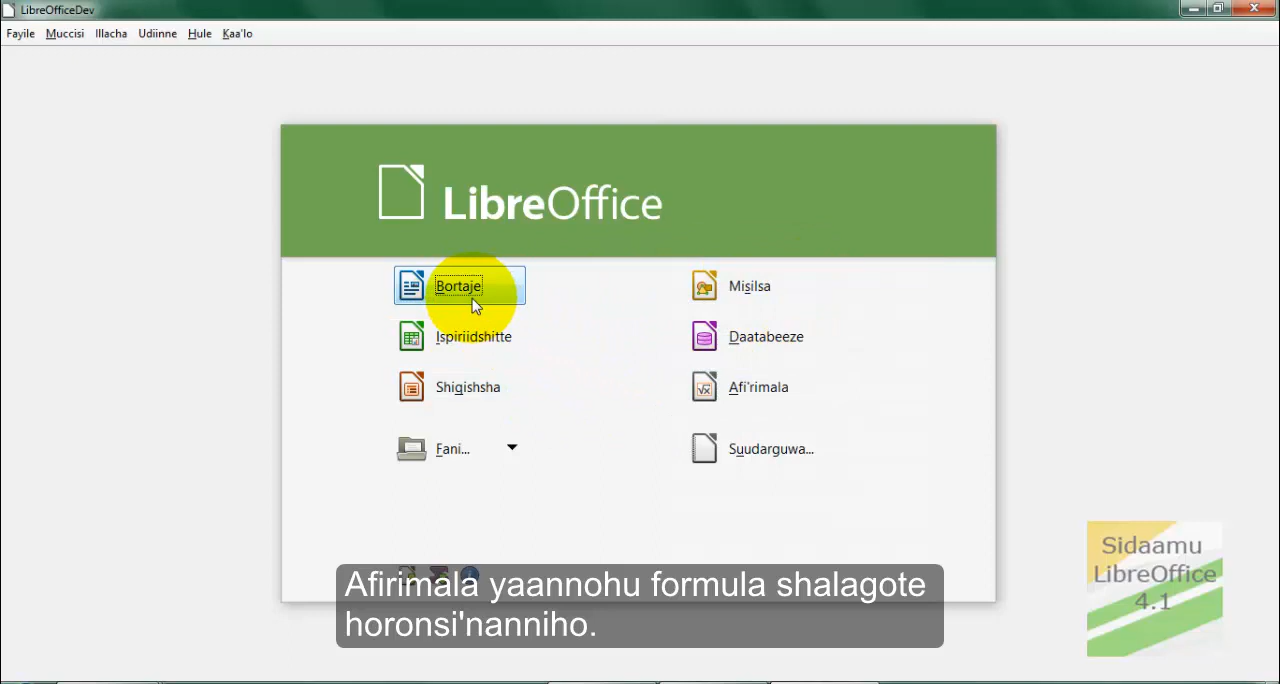 LibreOfficeDev
Fayile Muccisi Illacha Udiinne Hule Kaa'lo
LibreOffice
Bortaje
Misilsa
Ispiriidshitte
Daatabeeze
Shiqishsha
Afi'rimala
Fani...
Suudarguwa...
Sidaamu
LibreOffice
4.1
Afirimala yaannohu formula shalagote
horonsi'nanniho.